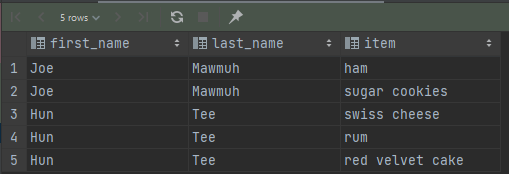 5 rows
first_name last_name item
1 Joe Mawmuh ham
2 Joe Mawmuh sugar cookies
3 Hun Tee swiss cheese
4 Hun Tee rum
5 Hun Tee red velvet cake